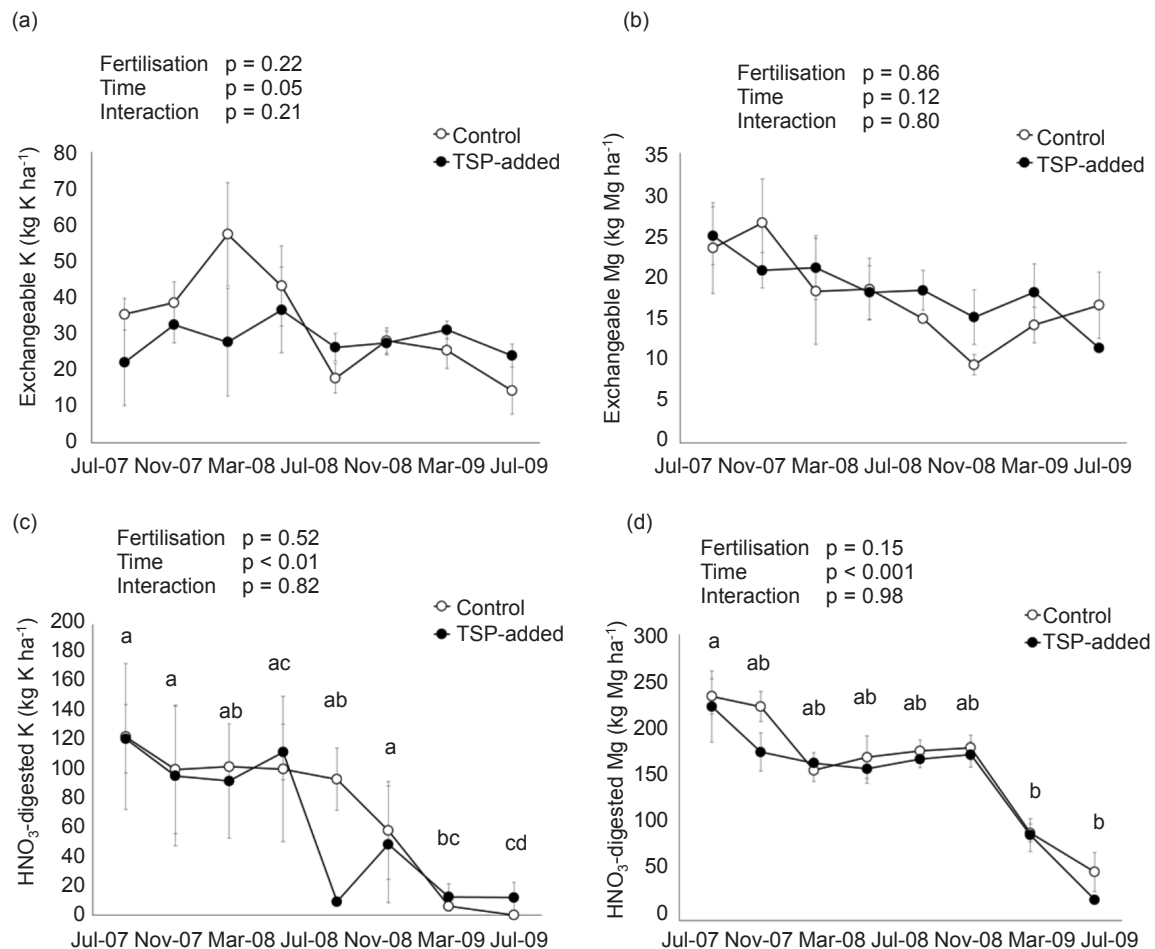 (a)
Fertilisation p = 0.22
Time p = 0.05
Interaction p = 0.21
Control
TSP-added
Exchangeable K (kg K ha⁻¹)
80
70
60
50
40
30
20
10
0
Jul-07 Nov-07 Mar-08 Jul-08 Nov-08 Mar-09 Jul-09
(b)
Fertilisation p = 0.86
Time p = 0.12
Interaction p = 0.80
Control
TSP-added
Exchangeable Mg (kg Mg ha⁻¹)
35
30
25
20
15
10
5
0
Jul-07 Nov-07 Mar-08 Jul-08 Nov-08 Mar-09 Jul-09
(c)
Fertilisation p = 0.52
Time p < 0.01
Interaction p = 0.82
Control
TSP-added
HNO₃-digested K (kg K ha⁻¹)
200
180
160
140
120
100
80
60
40
20
0
a a ab ac ab a bc cd
Jul-07 Nov-07 Mar-08 Jul-08 Nov-08 Mar-09 Jul-09
(d)
Fertilisation p = 0.15
Time p < 0.001
Interaction p = 0.98
Control
TSP-added
HNO₃-digested Mg (kg Mg ha⁻¹)
300
250
200
150
100
50
0
a ab ab ab ab ab b b
Jul-07 Nov-07 Mar-08 Jul-08 Nov-08 Mar-09 Jul-09